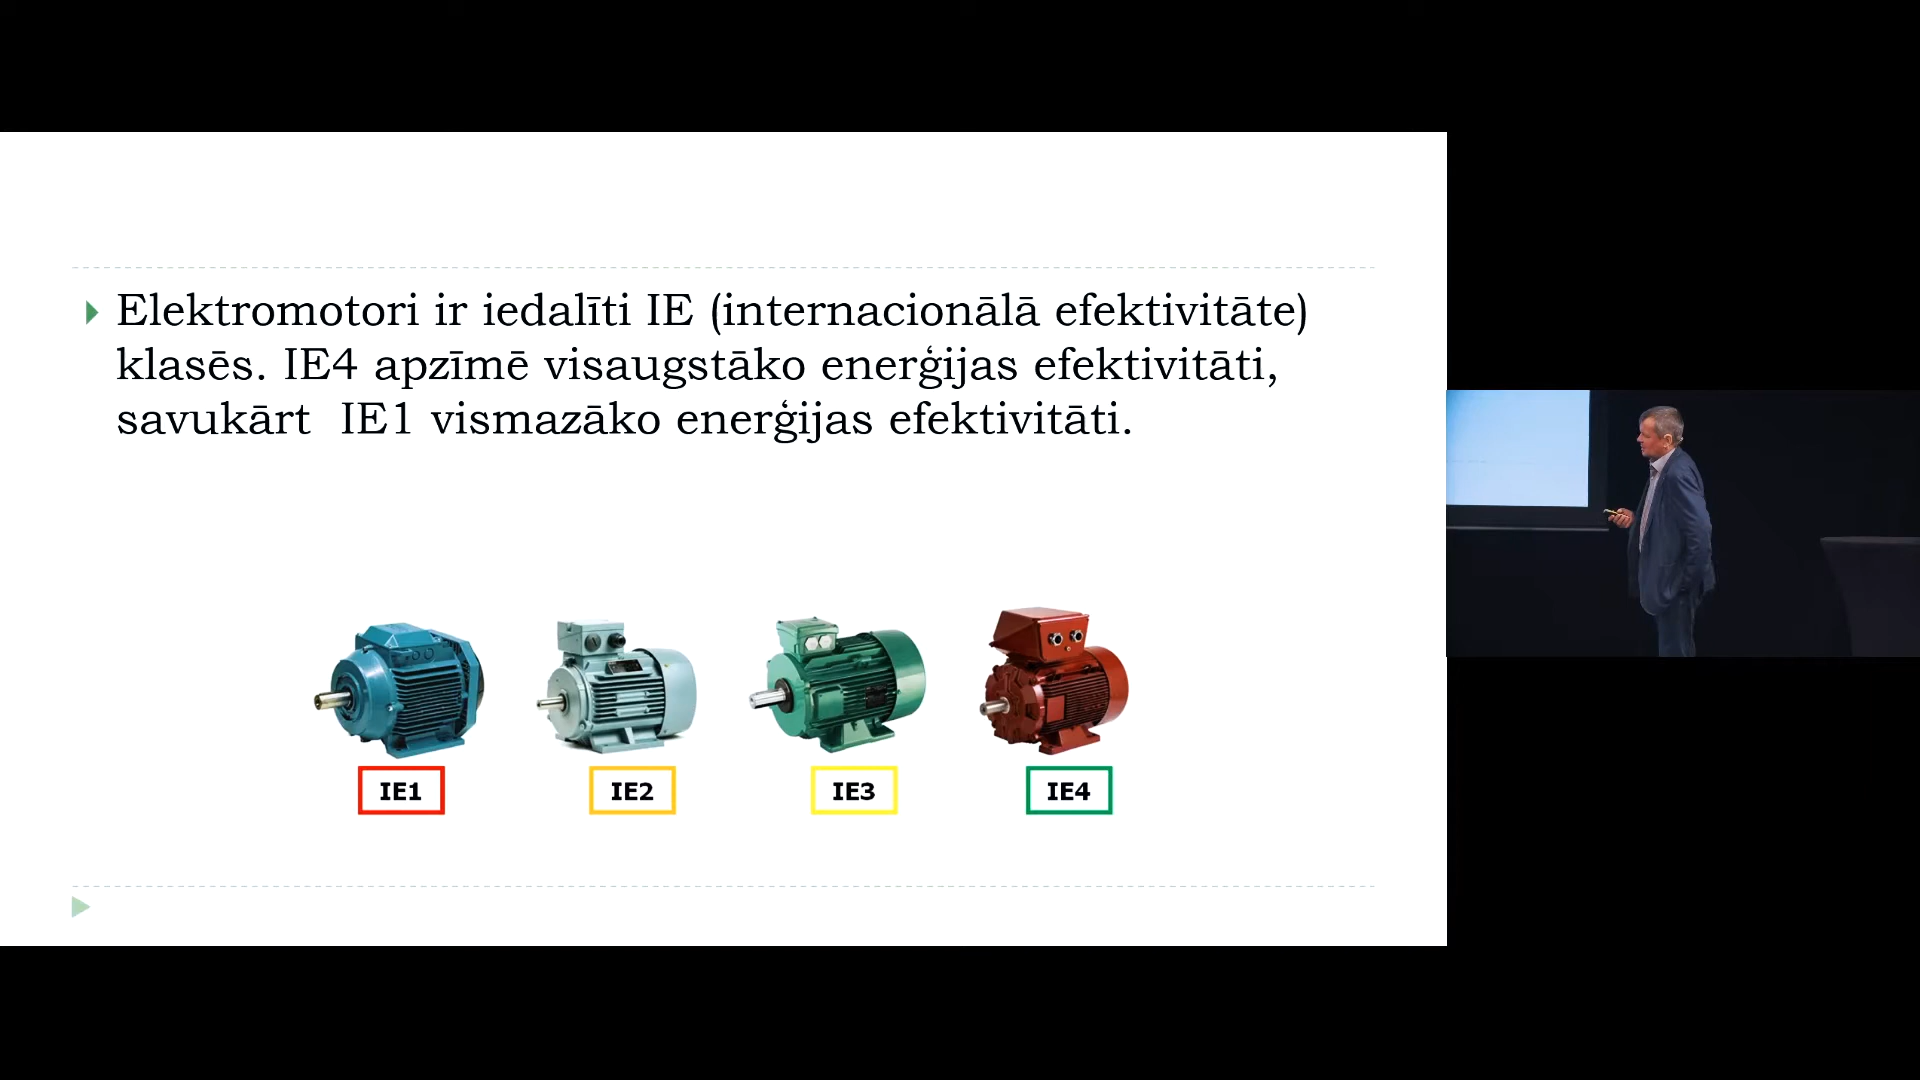 Elektromotori ir iedalīti IE (internacionālā efektivitāte)
klasēs. IE4 apzīmē visaugstāko enerģijas efektivitāti,
savukārt  IE1 vismazāko enerģijas efektivitāti.
IE1
IE2
IE3
IE4